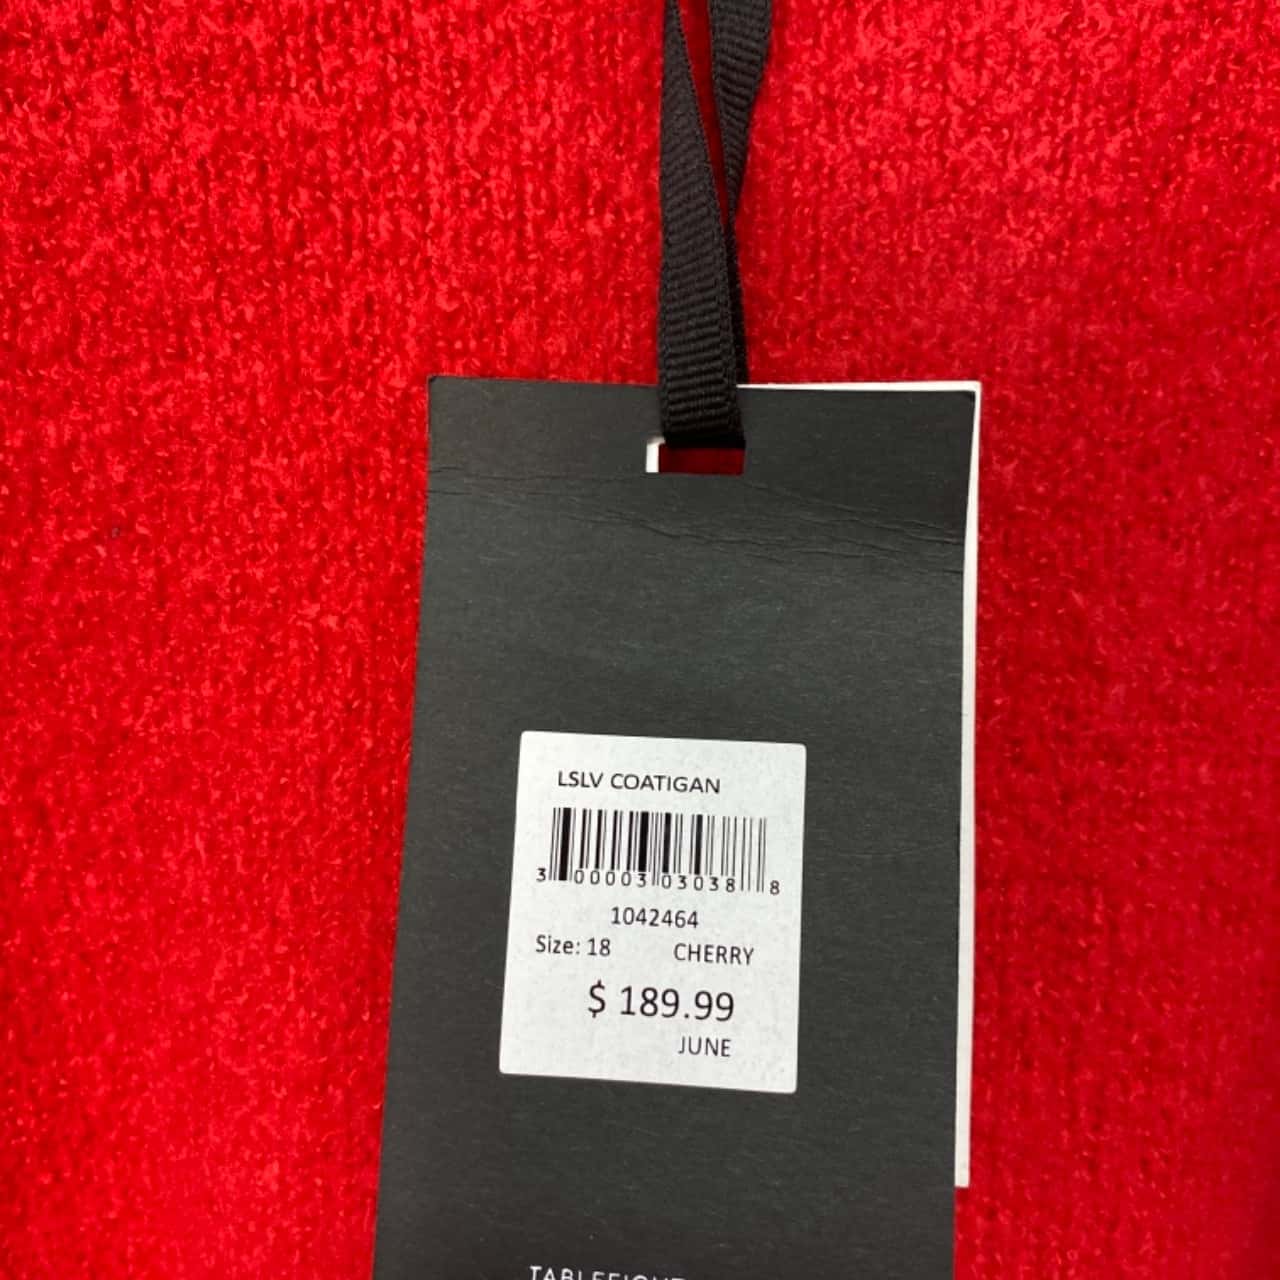 LSLV COATIGAN
3 00003 03038 8
1042464
Size: 18 CHERRY
$ 189.99
JUNE